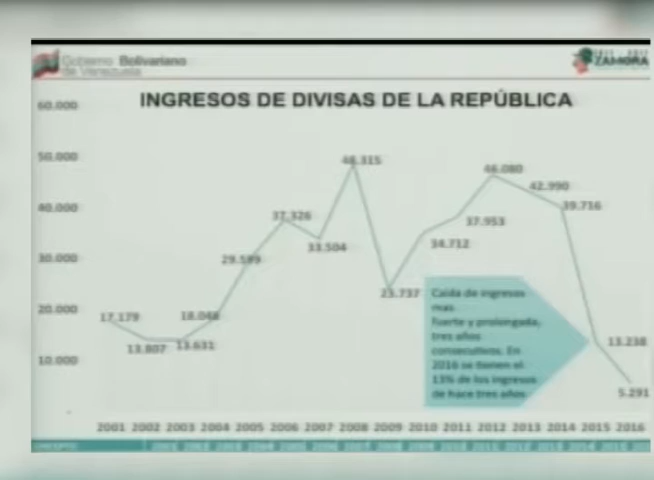 Gobierno Bolivariano
de Venezuela
ZAMORA
INGRESOS DE DIVISAS DE LA REPÚBLICA
60.000
50.000
40.000
30.000
20.000
10.000
-
17.179
13.807
13.631
18.046
29.599
37.326
33.504
48.315
23.737
34.712
37.953
46.080
42.990
39.716
13.238
5.291
Caída de ingresos
mas
fuerte y prolongada,
tres años
consecutivos. En
2016 se tienen el
13% de los ingresos
de hace tres años
2001 2002 2003 2004 2005 2006 2007 2008 2009 2010 2011 2012 2013 2014 2015 2016